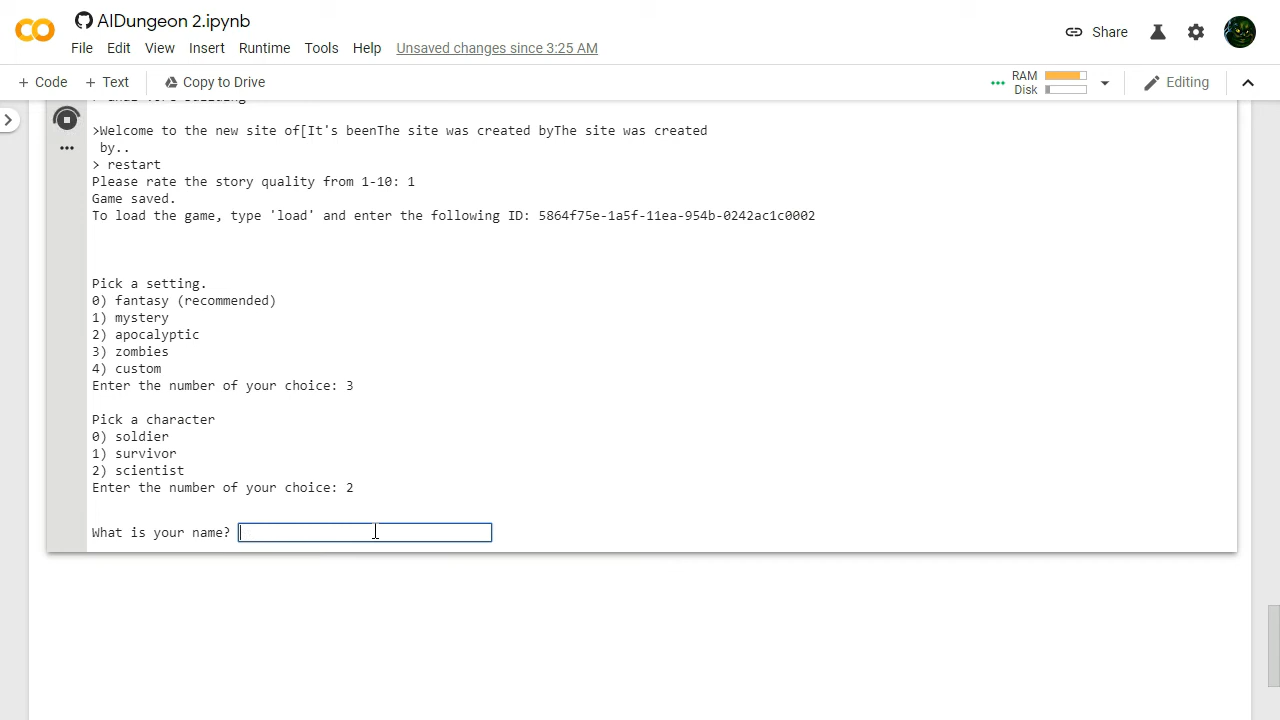 AIDungeon 2.ipynb
File Edit View Insert Runtime Tools Help Unsaved changes since 3:25 AM
Share
+ Code + Text Copy to Drive
RAM
Disk
Editing
>Welcome to the new site of[It's beenThe site was created byThe site was created
by..
> restart
Please rate the story quality from 1-10: 1
Game saved.
To load the game, type 'load' and enter the following ID: 5864f75e-1a5f-11ea-954b-0242ac1c0002
Pick a setting.
0) fantasy (recommended)
1) mystery
2) apocalyptic
3) zombies
4) custom
Enter the number of your choice: 3
Pick a character
0) soldier
1) survivor
2) scientist
Enter the number of your choice: 2
What is your name?